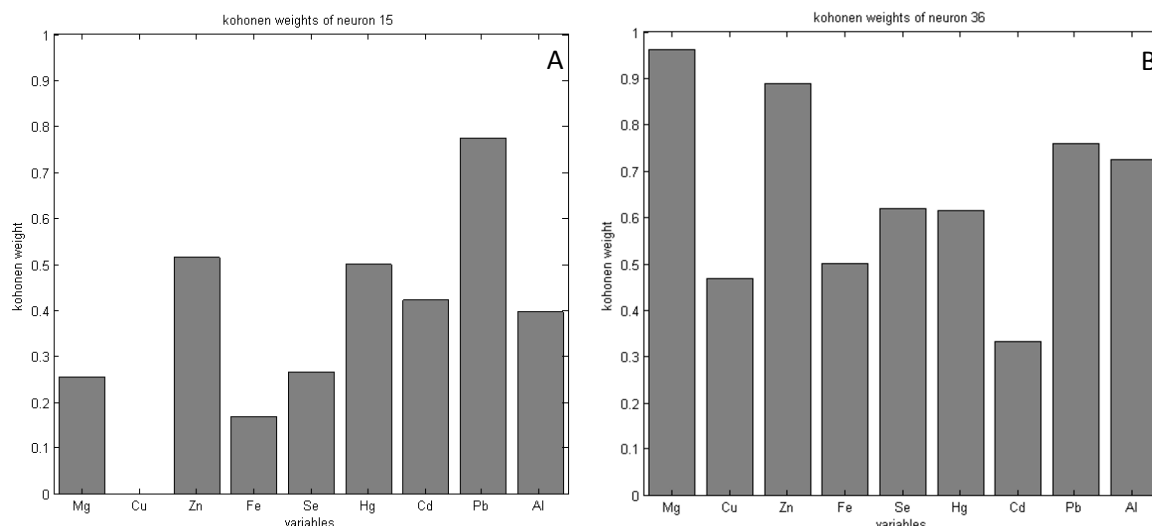 kohonen weights of neuron 15
A
1
0.9
0.8
0.7
0.6
0.5
0.4
0.3
0.2
0.1
0
kohonen weight
Mg Cu Zn Fe Se Hg Cd Pb Al
variables
kohonen weights of neuron 36
B
1
0.9
0.8
0.7
0.6
0.5
0.4
0.3
0.2
0.1
0
kohonen weight
Mg Cu Zn Fe Se Hg Cd Pb Al
variables